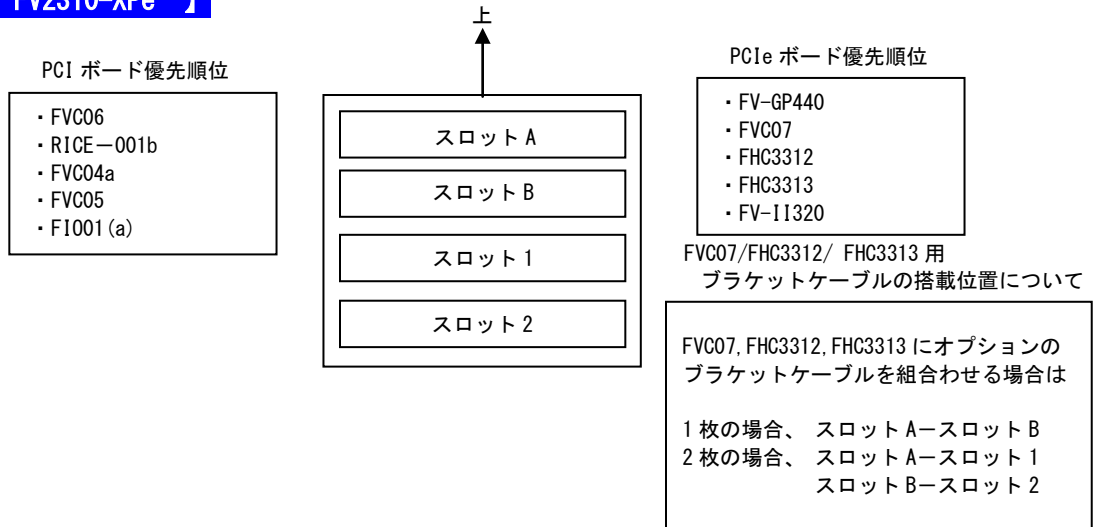 FV2310-XPe 】
上
PCI ボード優先順位
・FVC06
・RICE－001b
・FVC04a
・FVC05
・FIO01(a)
スロット A
スロット B
スロット 1
スロット 2
PCIe ボード優先順位
・FV-GP440
・FVC07
・FHC3312
・FHC3313
・FV-II320
FVC07/FHC3312/ FHC3313 用
ブラケットケーブルの搭載位置について
FVC07,FHC3312,FHC3313 にオプションの
ブラケットケーブルを組合わせる場合は
1 枚の場合、 スロット A－スロット B
2 枚の場合、 スロット A－スロット 1
スロット B－スロット 2